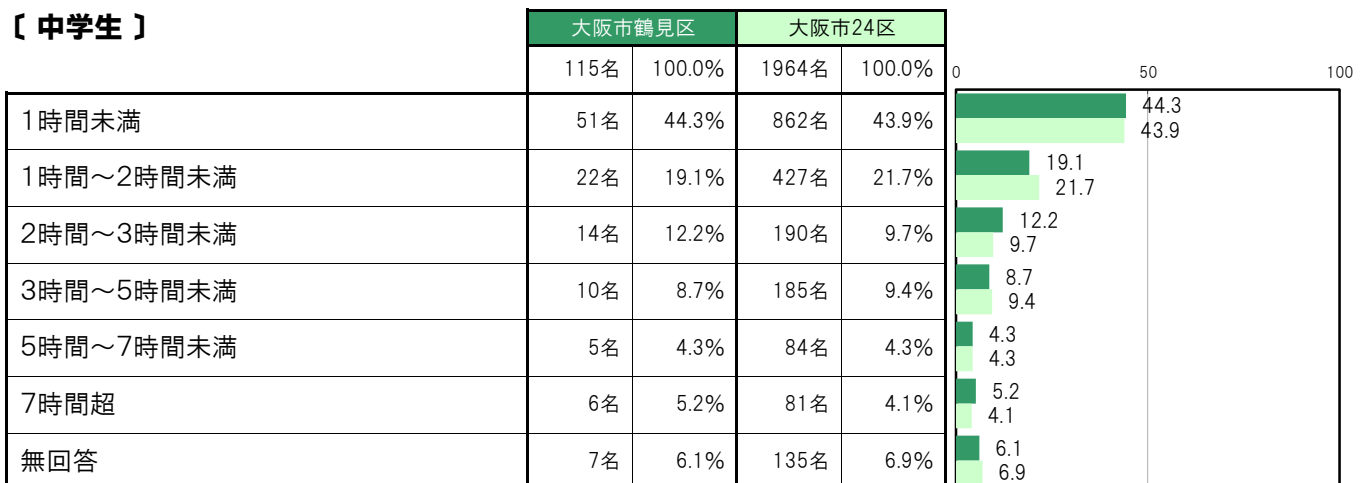 〔 中学生 〕
大阪市鶴見区 大阪市24区
115名 100.0% 1964名 100.0% 0 50 100
1時間未満 51名 44.3% 862名 43.9% 44.3
43.9
1時間～2時間未満 22名 19.1% 427名 21.7% 19.1
21.7
2時間～3時間未満 14名 12.2% 190名 9.7% 12.2
9.7
3時間～5時間未満 10名 8.7% 185名 9.4% 8.7
9.4
5時間～7時間未満 5名 4.3% 84名 4.3% 4.3
4.3
7時間超 6名 5.2% 81名 4.1% 5.2
4.1
無回答 7名 6.1% 135名 6.9% 6.1
6.9